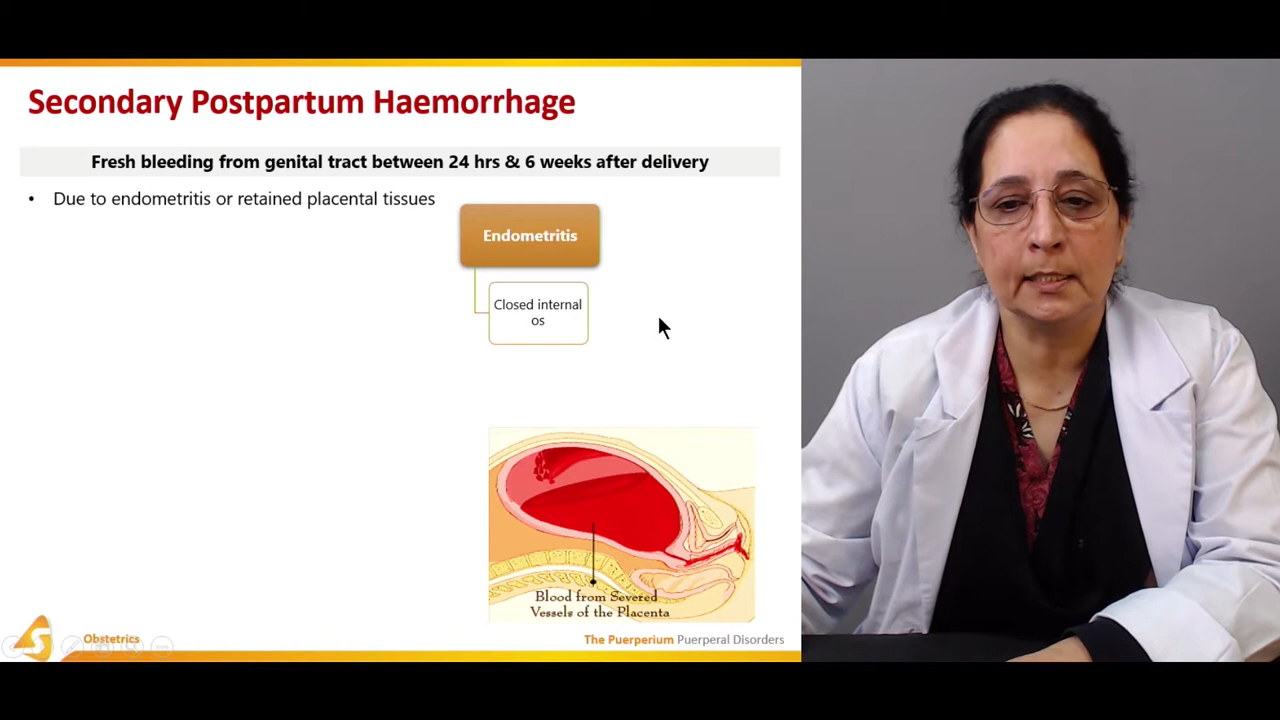 Secondary Postpartum Haemorrhage
Fresh bleeding from genital tract between 24 hrs & 6 weeks after delivery
• Due to endometritis or retained placental tissues
Endometritis
Closed internal
os
Blood from Severed
Vessels of the Placenta
Obstetrics
The Puerperium Puerperal Disorders